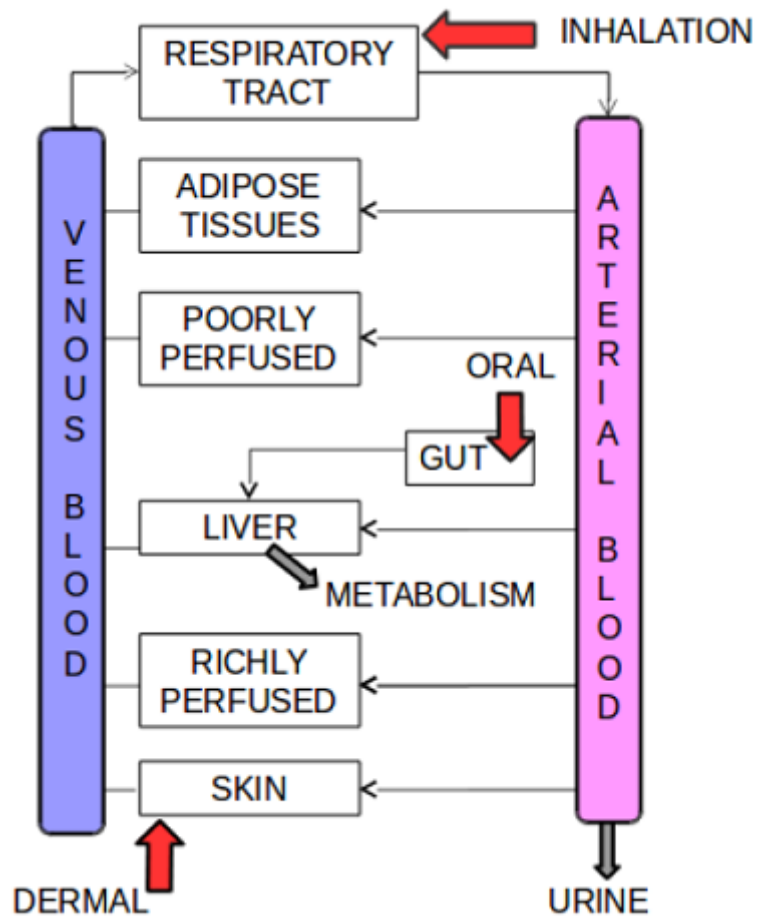 INHALATION
RESPIRATORY
TRACT
ADIPOSE
TISSUES
VENOUS BLOOD
ARTERIAL BLOOD
POORLY
PERFUSED
ORAL
GUT
LIVER
METABOLISM
RICHLY
PERFUSED
SKIN
DERMAL
URINE